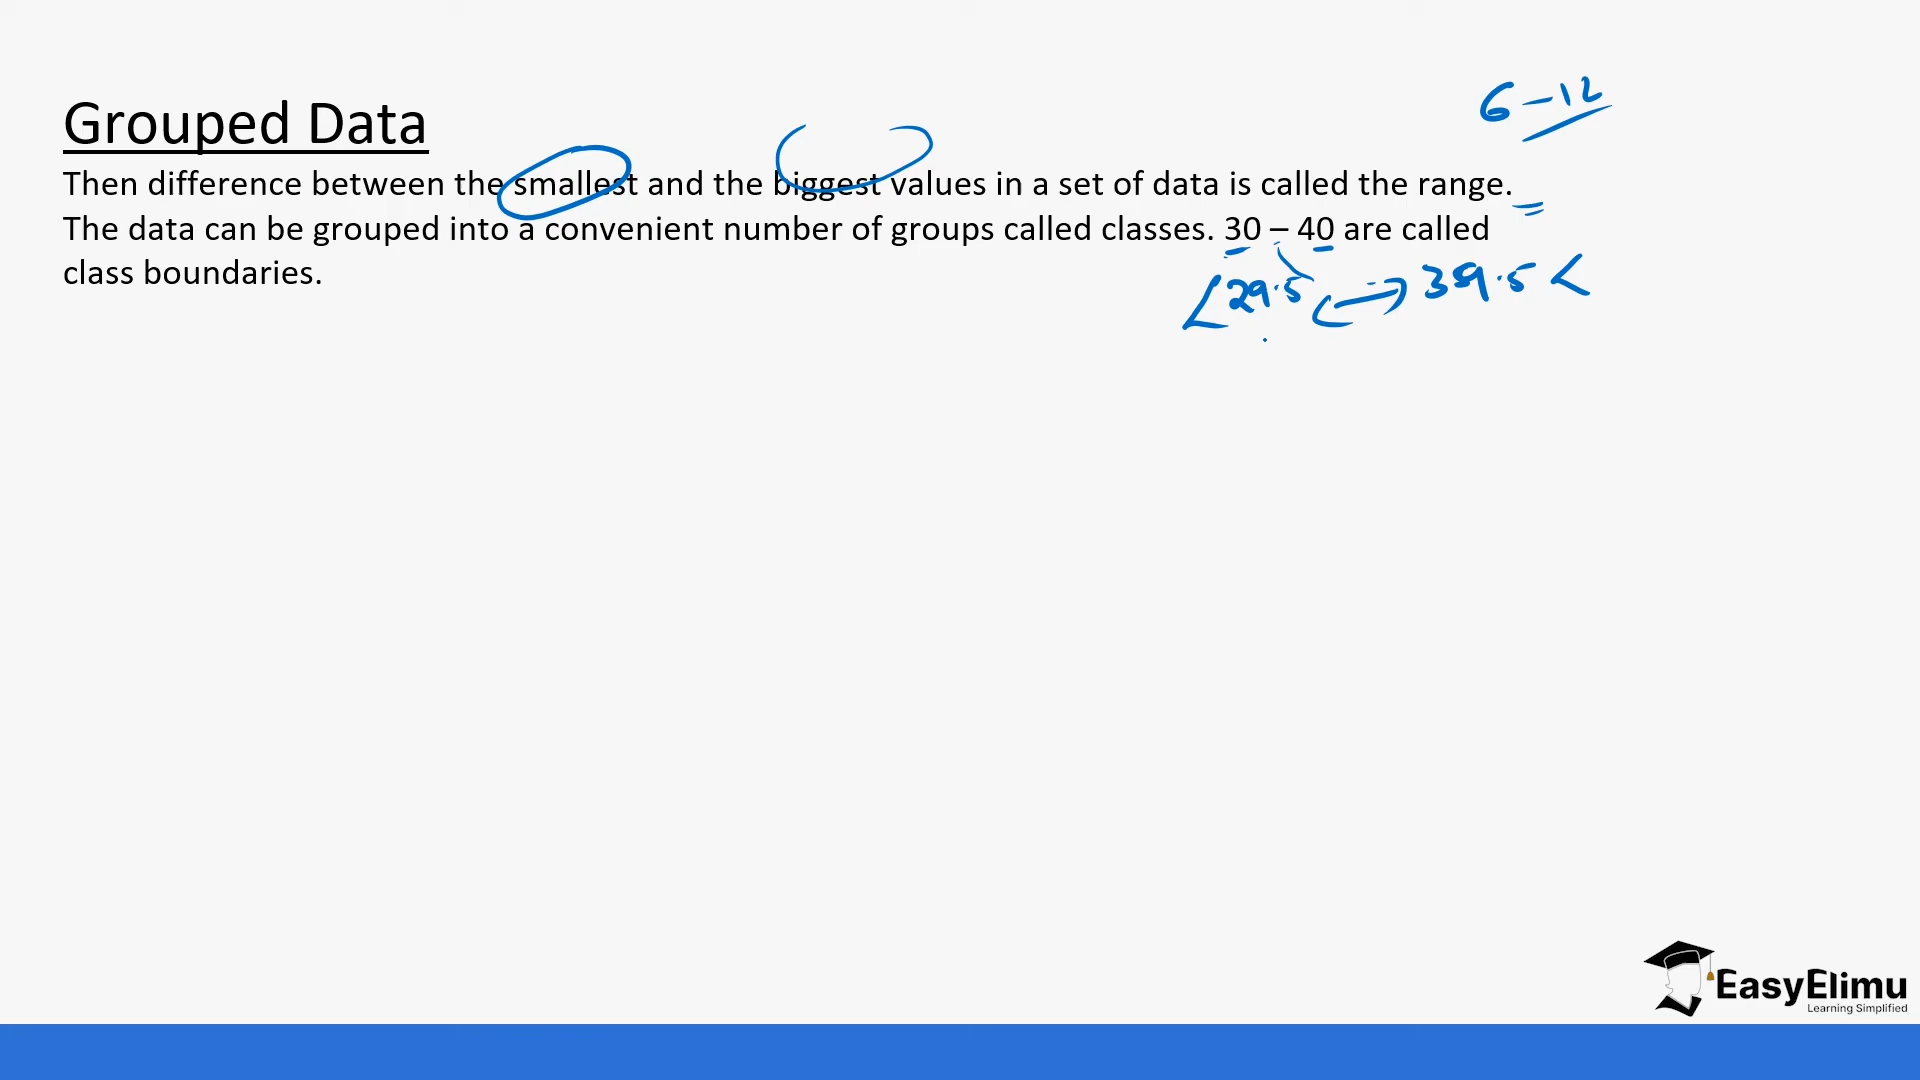 6 – 12
Grouped Data
Then difference between the smallest and the biggest values in a set of data is called the range.
The data can be grouped into a convenient number of groups called classes. 30 – 40 are called
class boundaries.
29.5 39.5 <
EasyElimu
Learning Simplified